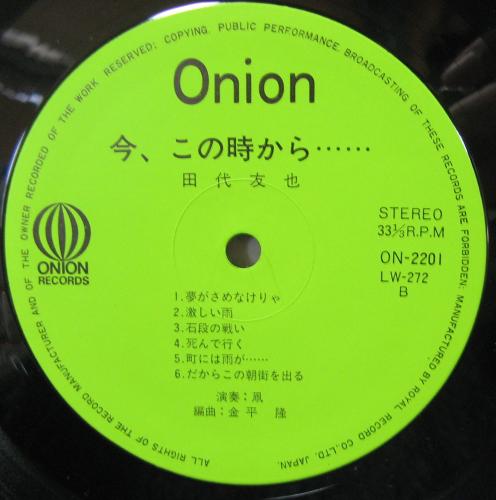 ALL RIGHTS OF THE RECORD MANUFACTURER AND OF THE OWNER RECORDED OF THE WORK RESERVED; COPYING, PUBLIC PERFORMANCE, BROADCASTING OF THESE RECORDS ARE FORBIDDEN; MANUFACTURED BY ROYAL RECORD CO., LTD. JAPAN.
Onion
今、この時から……
田代友也
ONION
RECORDS
STEREO
33⅓R.P.M
ON-2201
LW-272
B
1.夢がさめなけりゃ
2.激しい雨
3.石段の戦い
4.死んで行く
5.町には雨が……
6.だからこの朝街を出る
演奏:凮
編曲:金平 隆